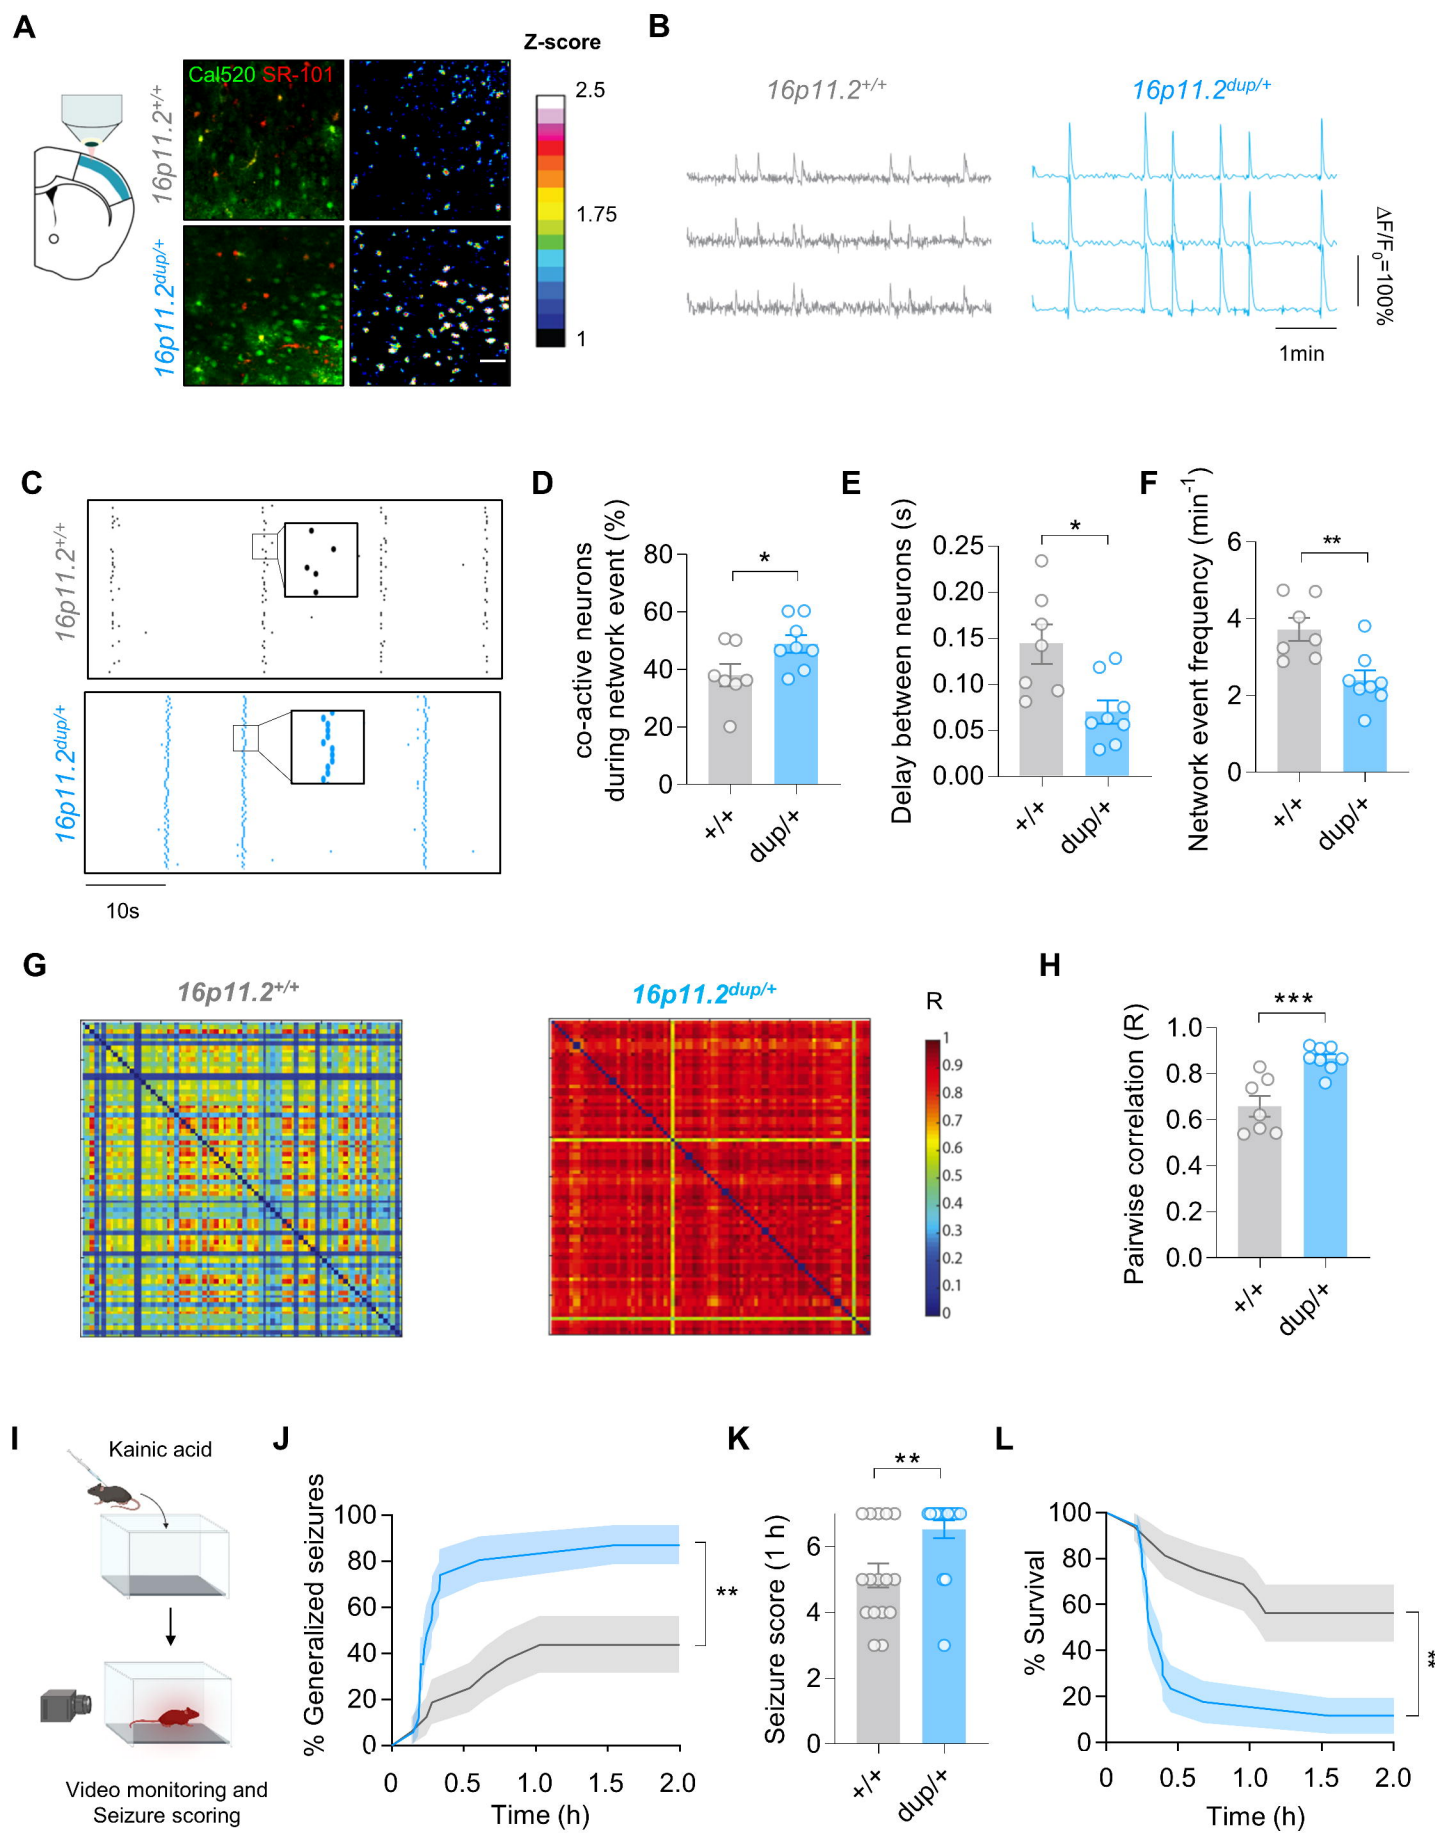 A
Z-score
Cal520 SR-101
16p11.2+/+
16p11.2dup/+
2.5
1.75
1
B
16p11.2+/+
16p11.2dup/+
ΔF/F0=100%
1min
C
16p11.2+/+
16p11.2dup/+
10s
D
co-active neurons
during network event (%)
80
60
40
20
0
*
+/+
dup/+
E
Delay between neurons (s)
0.25
0.20
0.15
0.10
0.05
0.00
*
+/+
dup/+
F
Network event frequency (min-1)
6
4
2
0
**
+/+
dup/+
G
16p11.2+/+
16p11.2dup/+
R
1
0.9
0.8
0.7
0.6
0.5
0.4
0.3
0.2
0.1
0
H
Pairwise correlation (R)
1.0
0.8
0.6
0.4
0.2
0.0
***
+/+
dup/+
I
Kainic acid
Video monitoring and
Seizure scoring
J
% Generalized seizures
100
80
60
40
20
0
**
0 0.5 1.0 1.5 2.0
Time (h)
K
Seizure score (1 h)
6
4
2
0
**
+/+
dup/+
L
% Survival
100
80
60
40
20
0
**
0 0.5 1.0 1.5 2.0
Time (h)